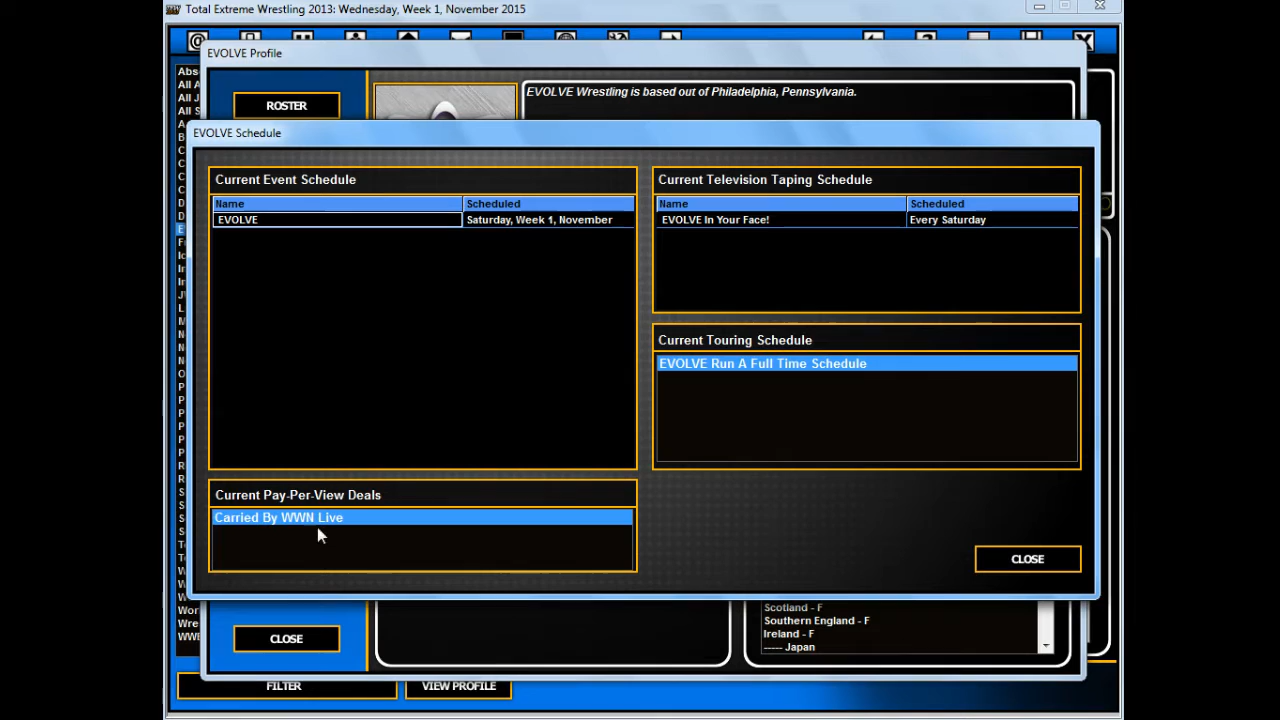 Total Extreme Wrestling 2013: Wednesday, Week 1, November 2015
EVOLVE Profile
ROSTER
EVOLVE Wrestling is based out of Philadelphia, Pennsylvania.
EVOLVE Schedule
Current Event Schedule
Name Scheduled
EVOLVE Saturday, Week 1, November
Current Television Taping Schedule
Name Scheduled
EVOLVE In Your Face! Every Saturday
Current Touring Schedule
EVOLVE Run A Full Time Schedule
Current Pay-Per-View Deals
Carried By WWN Live
CLOSE
Scotland - F
Southern England - F
Ireland - F
----- Japan
CLOSE
FILTER
VIEW PROFILE